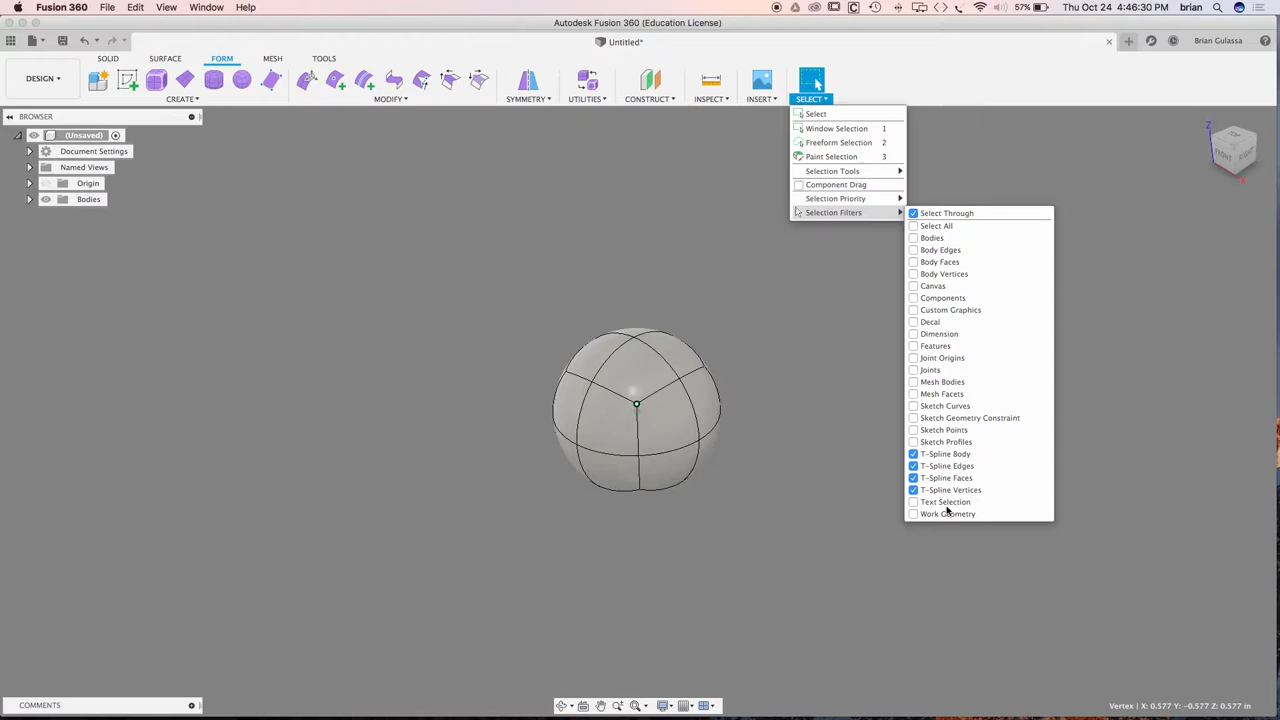 Fusion 360 File Edit View Window Help 57% Thu Oct 24 4:46:30 PM brian
Autodesk Fusion 360 (Education License)
Untitled* Brian Gulassa
SOLID SURFACE FORM MESH TOOLS
DESIGN
CREATE MODIFY SYMMETRY UTILITIES CONSTRUCT INSPECT INSERT SELECT
BROWSER
(Unsaved)
Document Settings
Named Views
Origin
Bodies
Select
Window Selection 1
Freeform Selection 2
Paint Selection 3
Selection Tools
Component Drag
Selection Priority
Selection Filters
Select Through
Select All
Bodies
Body Edges
Body Faces
Body Vertices
Canvas
Components
Custom Graphics
Decal
Dimension
Features
Joint Origins
Joints
Mesh Bodies
Mesh Facets
Sketch Curves
Sketch Geometry Constraint
Sketch Points
Sketch Profiles
T-Spline Body
T-Spline Edges
T-Spline Faces
T-Spline Vertices
Text Selection
Work Geometry
Z
FRONT RIGHT
X
COMMENTS
Vertex | X: 0.577 Y: -0.577 Z: 0.577 in